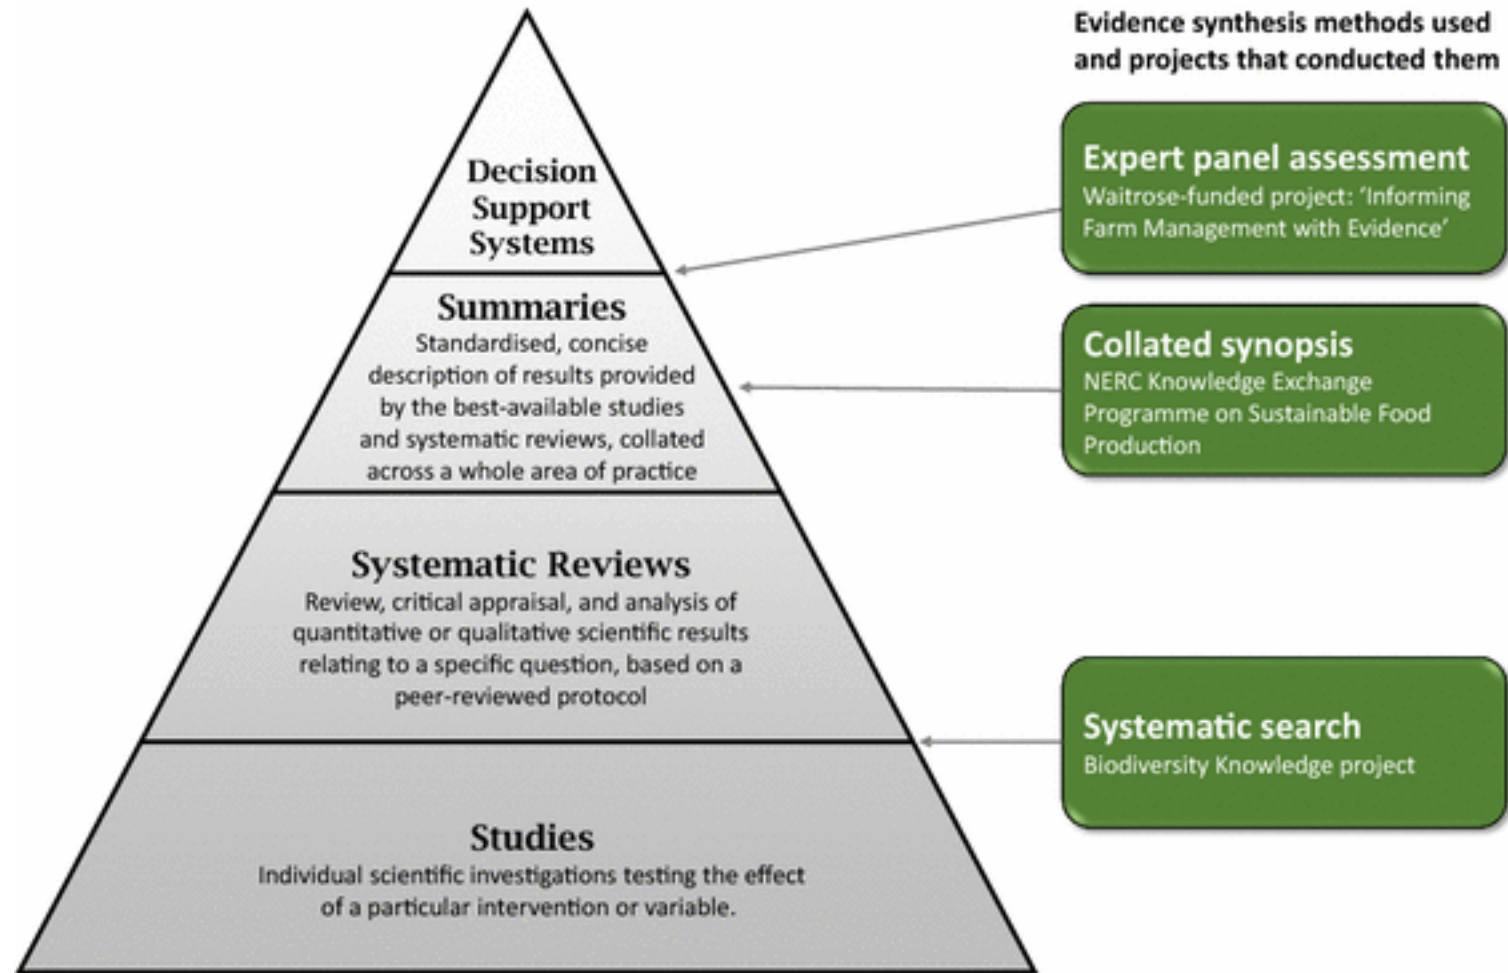 Evidence synthesis methods used
and projects that conducted them
Decision
Support
Systems
Summaries
Standardised, concise
description of results provided
by the best-available studies
and systematic reviews, collated
across a whole area of practice
Systematic Reviews
Review, critical appraisal, and analysis of
quantitative or qualitative scientific results
relating to a specific question, based on a
peer-reviewed protocol
Studies
Individual scientific investigations testing the effect
of a particular intervention or variable.
Expert panel assessment
Waitrose-funded project: ‘Informing
Farm Management with Evidence’
Collated synopsis
NERC Knowledge Exchange
Programme on Sustainable Food
Production
Systematic search
Biodiversity Knowledge project